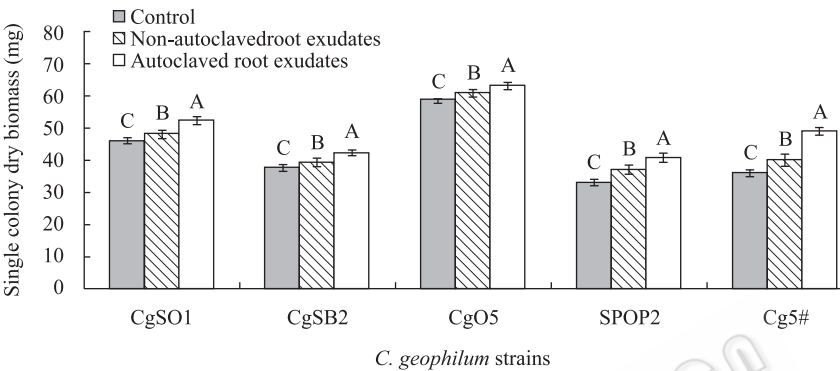 Control
Non-autoclavedroot exudates
Autoclaved root exudates
Single colony dry biomass (mg)
80
70
60
50
40
30
20
10
0
C B A
C B A
C B A
C B A
C B A
CgSO1 CgSB2 CgO5 SPOP2 Cg5#
C. geophilum strains